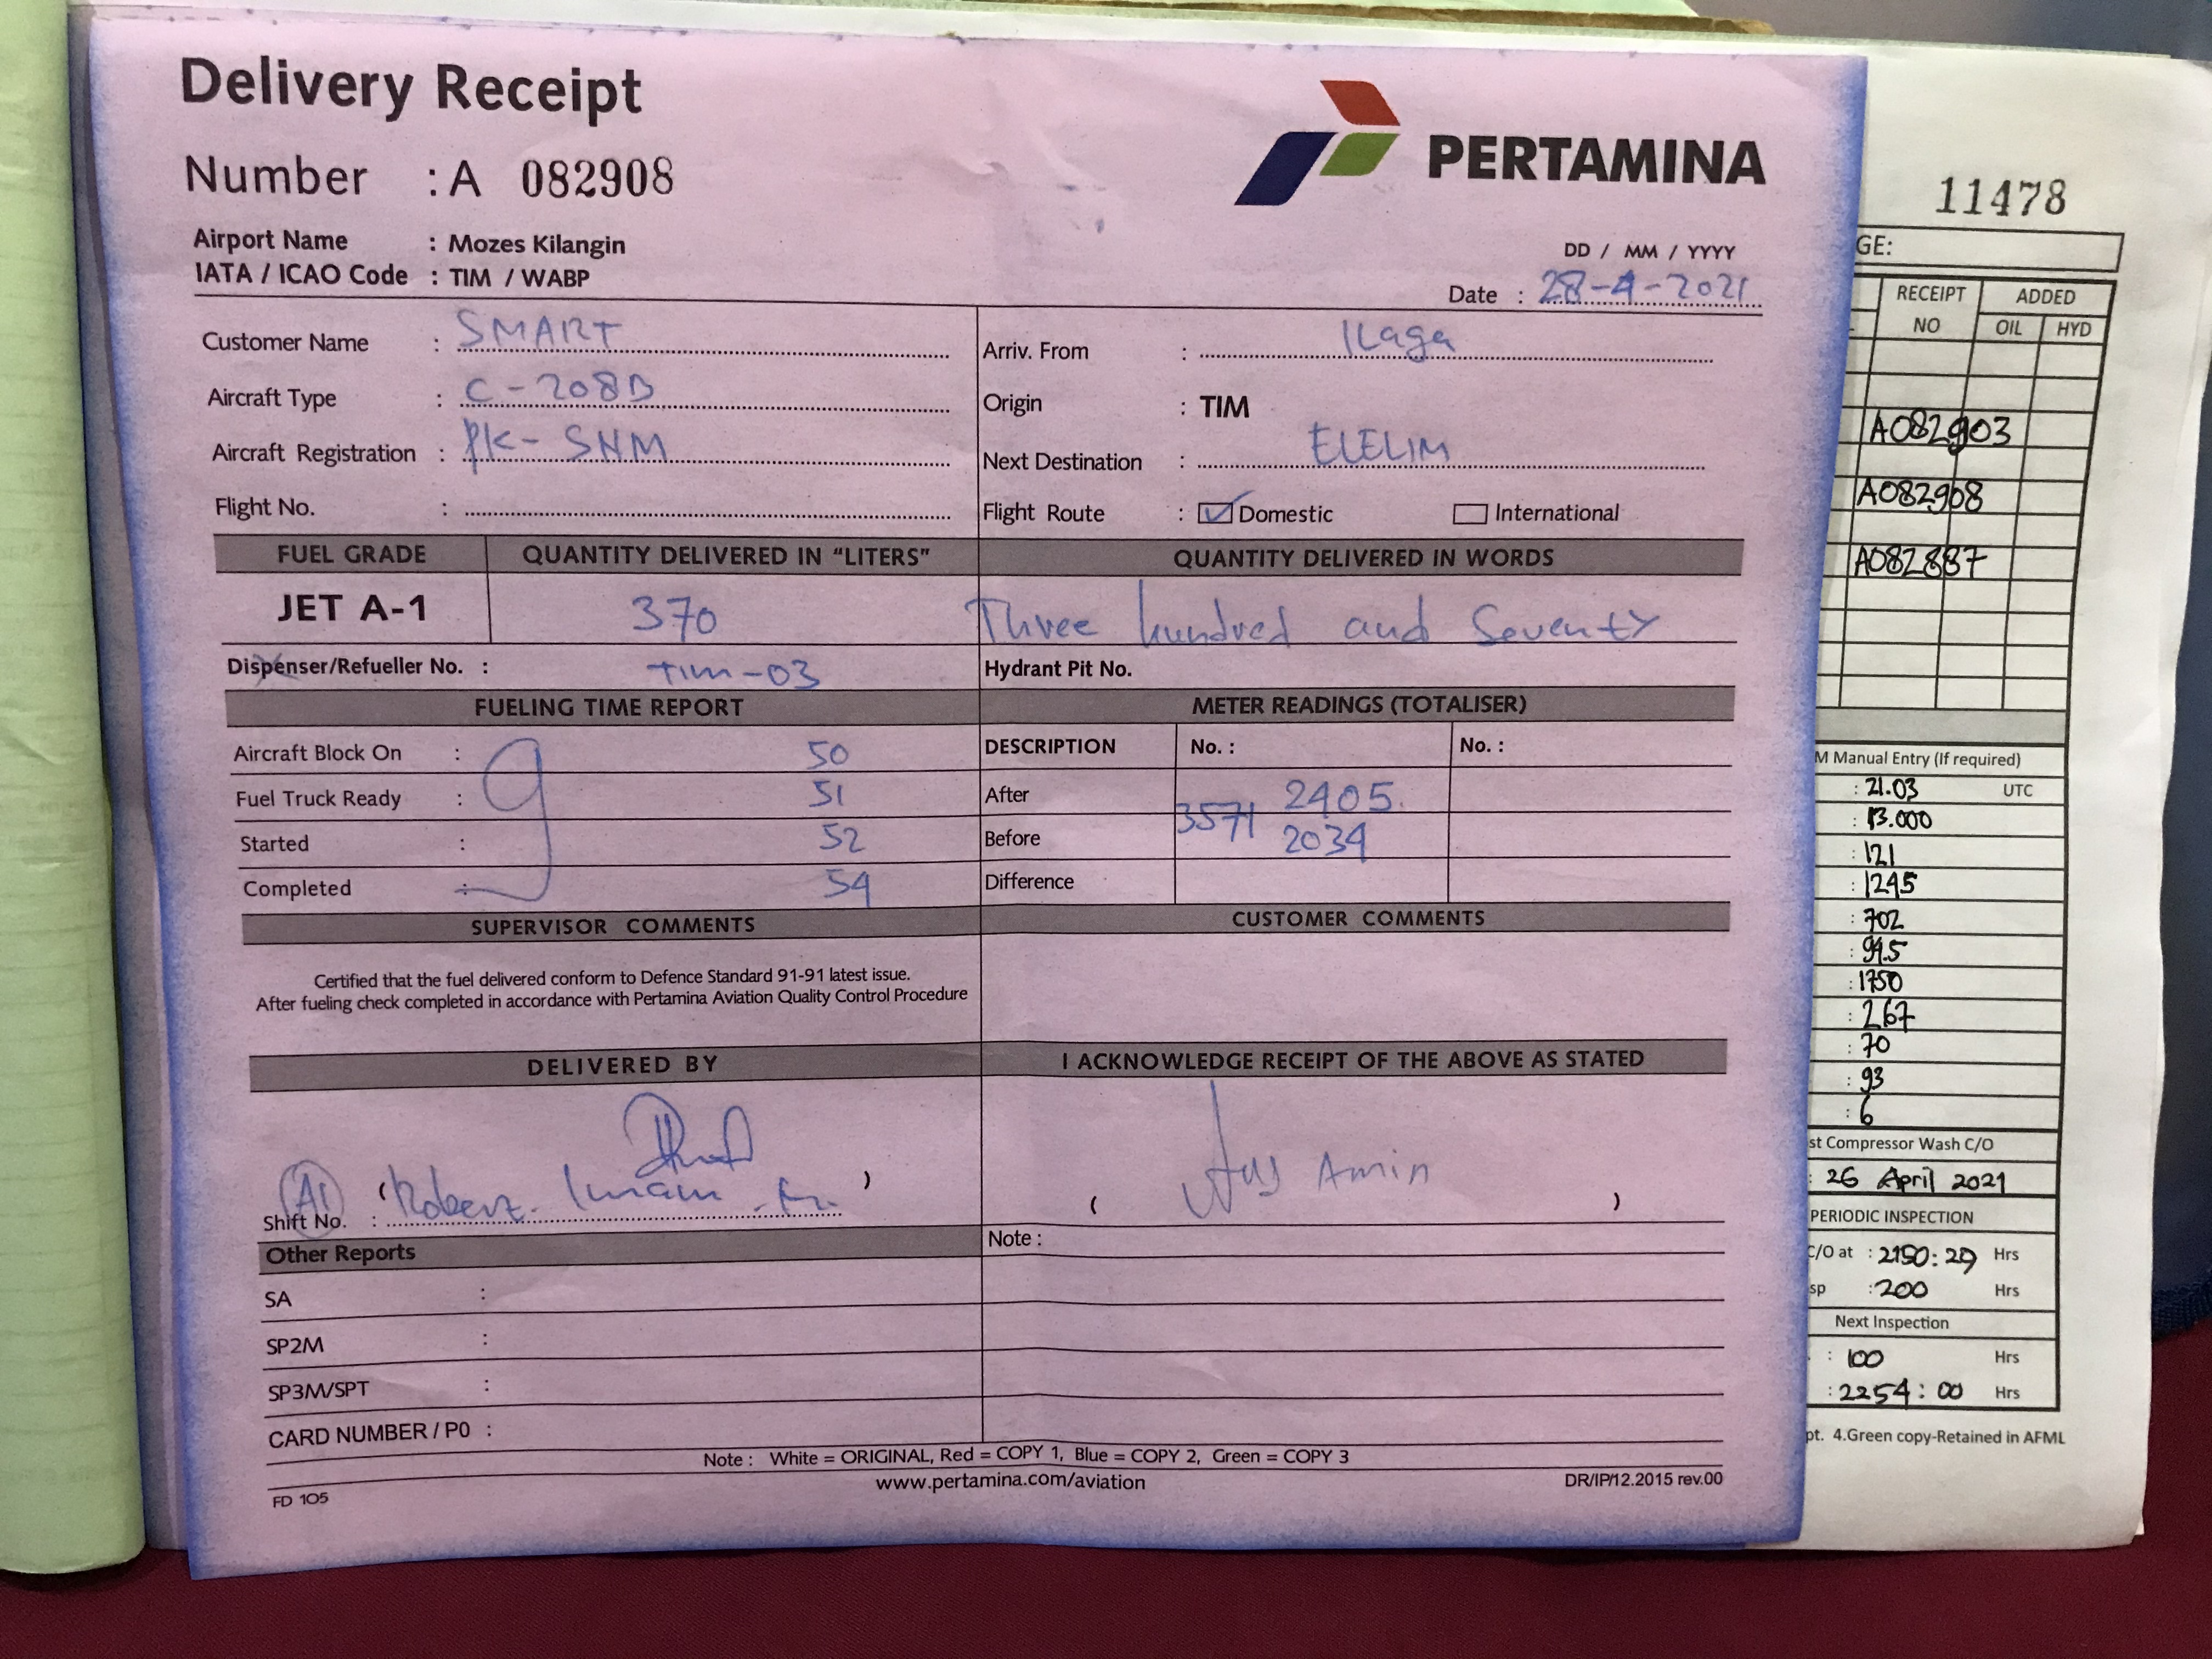 Delivery Receipt
Number : A 082908
PERTAMINA
Airport Name : Mozes Kilangin
IATA / ICAO Code : TIM / WABP
DD / MM / YYYY
Date : 28-4-2021
Customer Name : SMART
Aircraft Type : C-208B
Aircraft Registration : PK-SNM
Flight No. :
Arriv. From : Ilaga
Origin : TIM
Next Destination : ELELIM
Flight Route : Domestic International
FUEL GRADE QUANTITY DELIVERED IN "LITERS" QUANTITY DELIVERED IN WORDS
JET A-1 370 Three hundred and Seventy
Dispenser/Refueller No. : TIM-03 Hydrant Pit No.
FUELING TIME REPORT METER READINGS (TOTALISER)
Aircraft Block On : 9 50
Fuel Truck Ready : 51
Started : 52
Completed : 54
DESCRIPTION No. : No. :
After 2405
3571
Before 2034
Difference
SUPERVISOR COMMENTS CUSTOMER COMMENTS
Certified that the fuel delivered conform to Defence Standard 91-91 latest issue.
After fueling check completed in accordance with Pertamina Aviation Quality Control Procedure
DELIVERED BY I ACKNOWLEDGE RECEIPT OF THE ABOVE AS STATED
A1 (Robert. Imam )
Shift No. :
( Amin )
Other Reports Note :
SA :
SP2M :
SP3M/SPT :
CARD NUMBER / P0 :
Note : White = ORIGINAL, Red = COPY 1, Blue = COPY 2, Green = COPY 3
www.pertamina.com/aviation
FD 105 DR/IP/12.2015 rev.00
11478
GE:
RECEIPT NO ADDED
OIL HYD
A082903
A082908
A082887
M Manual Entry (If required)
: 21.03 UTC
: 13.000
: 121
: 1245
: 702
: 94.5
: 1750
: 267
: 70
: 93
: 6
st Compressor Wash C/O
: 26 April 2021
PERIODIC INSPECTION
C/O at : 2150:29 Hrs
sp : 200 Hrs
Next Inspection
: 100 Hrs
: 2254:00 Hrs
pt. 4.Green copy-Retained in AFML